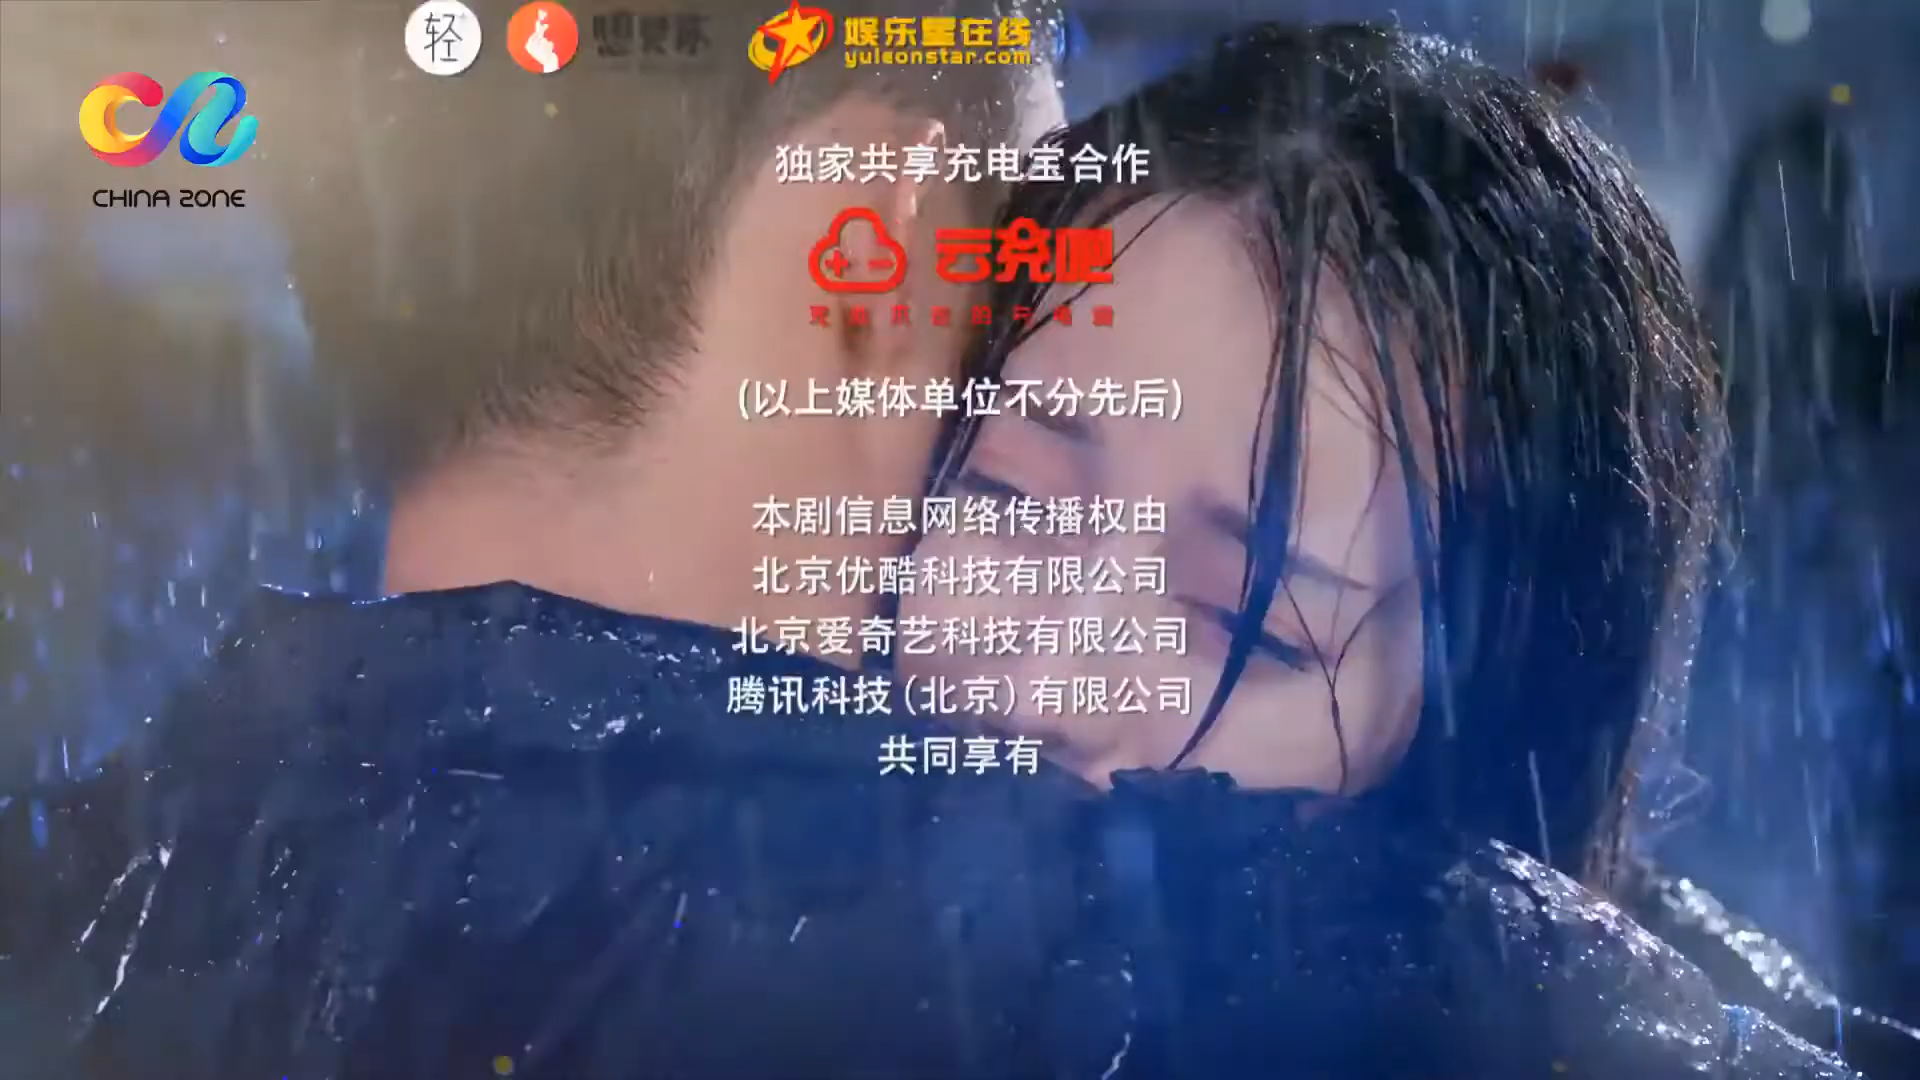 轻
娱乐星在线
yuleonstar.com
CHINA ZONE
独家共享充电宝合作
云充吧
(以上媒体单位不分先后)
本剧信息网络传播权由
北京优酷科技有限公司
北京爱奇艺科技有限公司
腾讯科技(北京)有限公司
共同享有